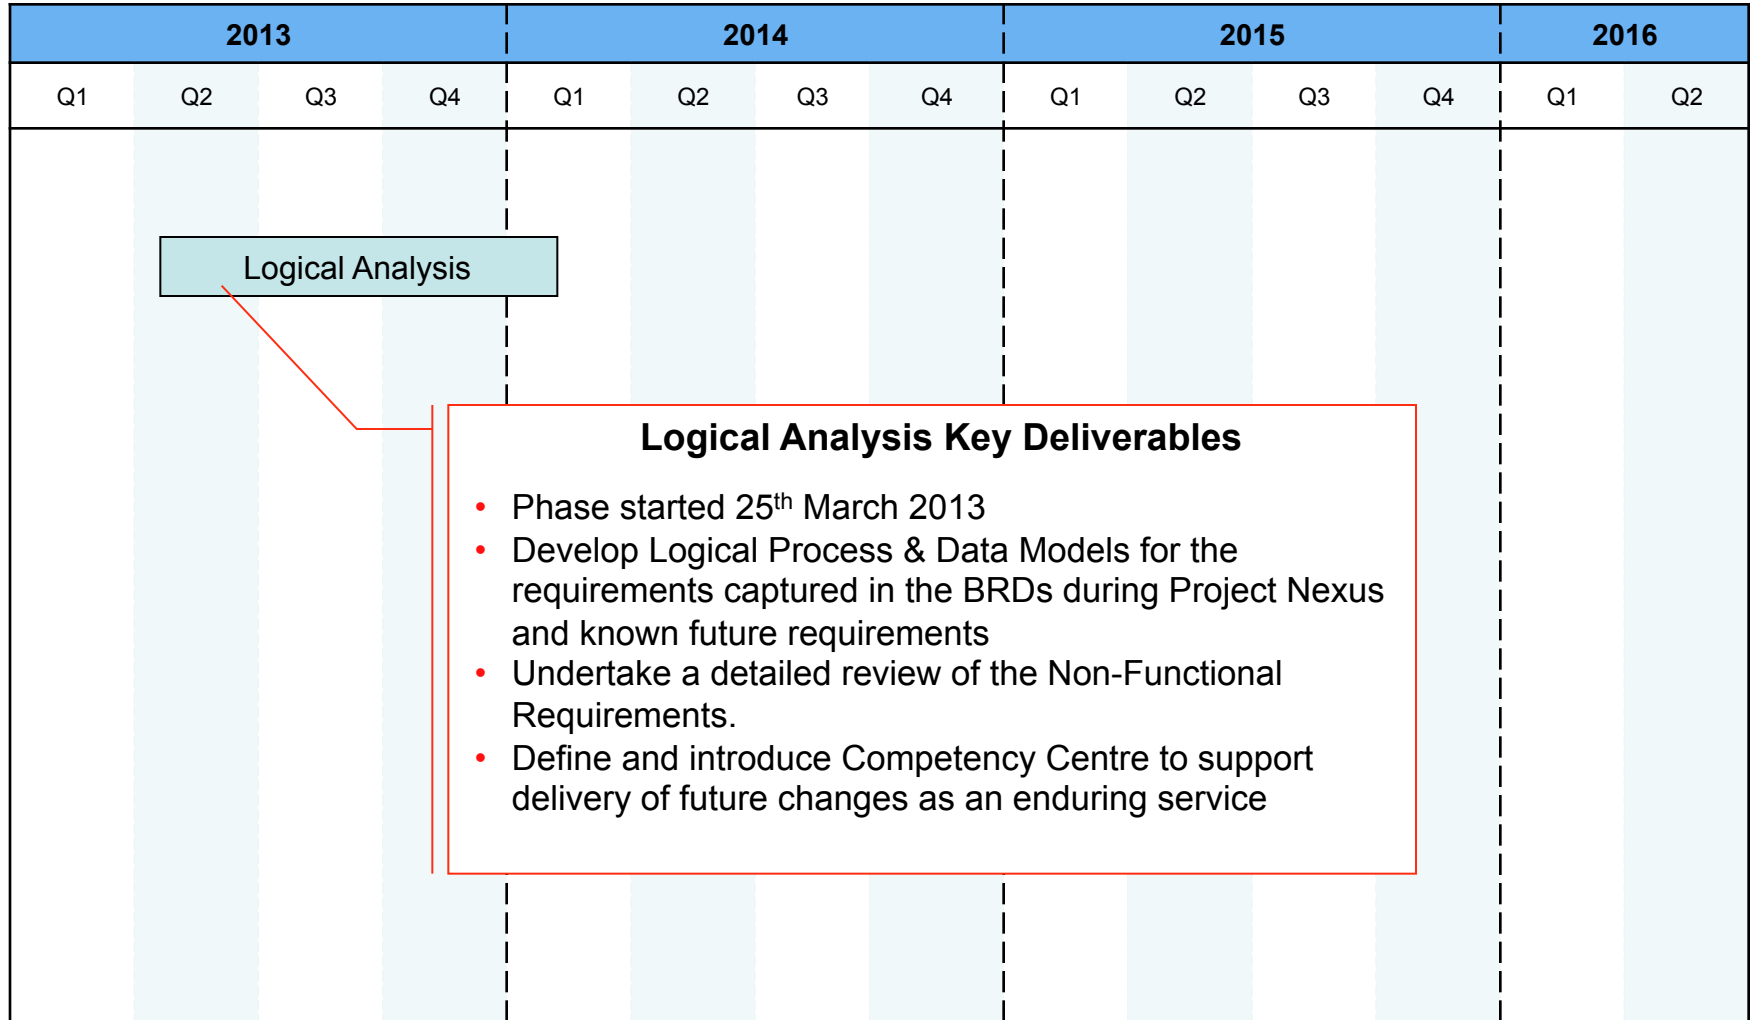 2013 2014 2015 2016
Q1 Q2 Q3 Q4 Q1 Q2 Q3 Q4 Q1 Q2 Q3 Q4 Q1 Q2
Logical Analysis
Logical Analysis Key Deliverables
• Phase started 25th March 2013
• Develop Logical Process & Data Models for the
requirements captured in the BRDs during Project Nexus
and known future requirements
• Undertake a detailed review of the Non-Functional
Requirements.
• Define and introduce Competency Centre to support
delivery of future changes as an enduring service